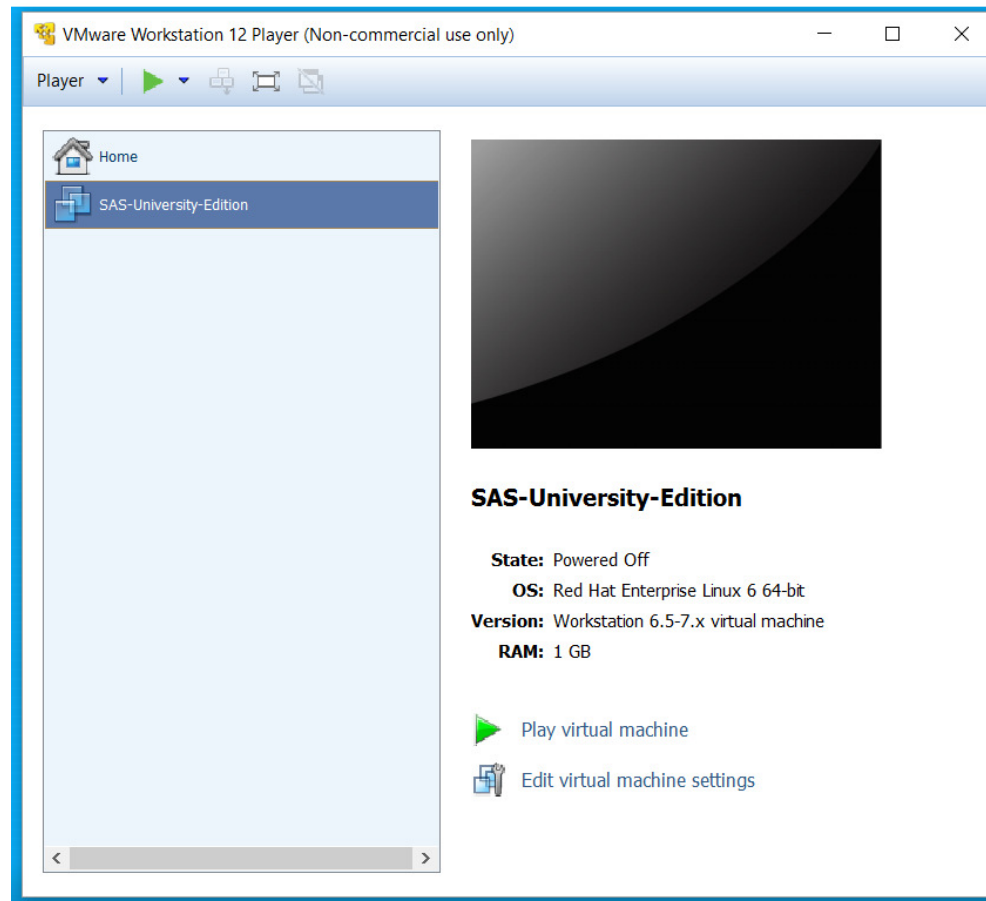 VMware Workstation 12 Player (Non-commercial use only)
Player
Home
SAS-University-Edition
SAS-University-Edition
State: Powered Off
OS: Red Hat Enterprise Linux 6 64-bit
Version: Workstation 6.5-7.x virtual machine
RAM: 1 GB
Play virtual machine
Edit virtual machine settings